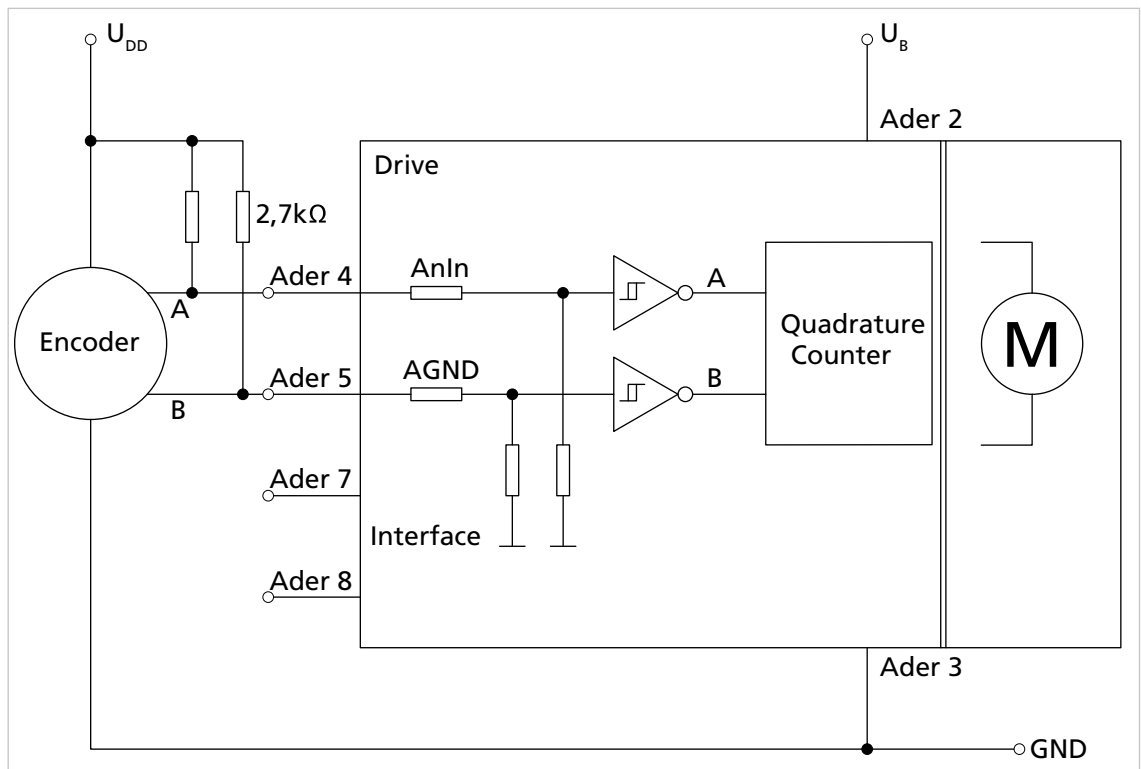 U_DD
U_B
Ader 2
Drive
2,7kΩ
Ader 4
AnIn
A
A
Encoder
Quadrature
Counter
M
Ader 5
AGND
B
B
Ader 7
Interface
Ader 8
Ader 3
GND